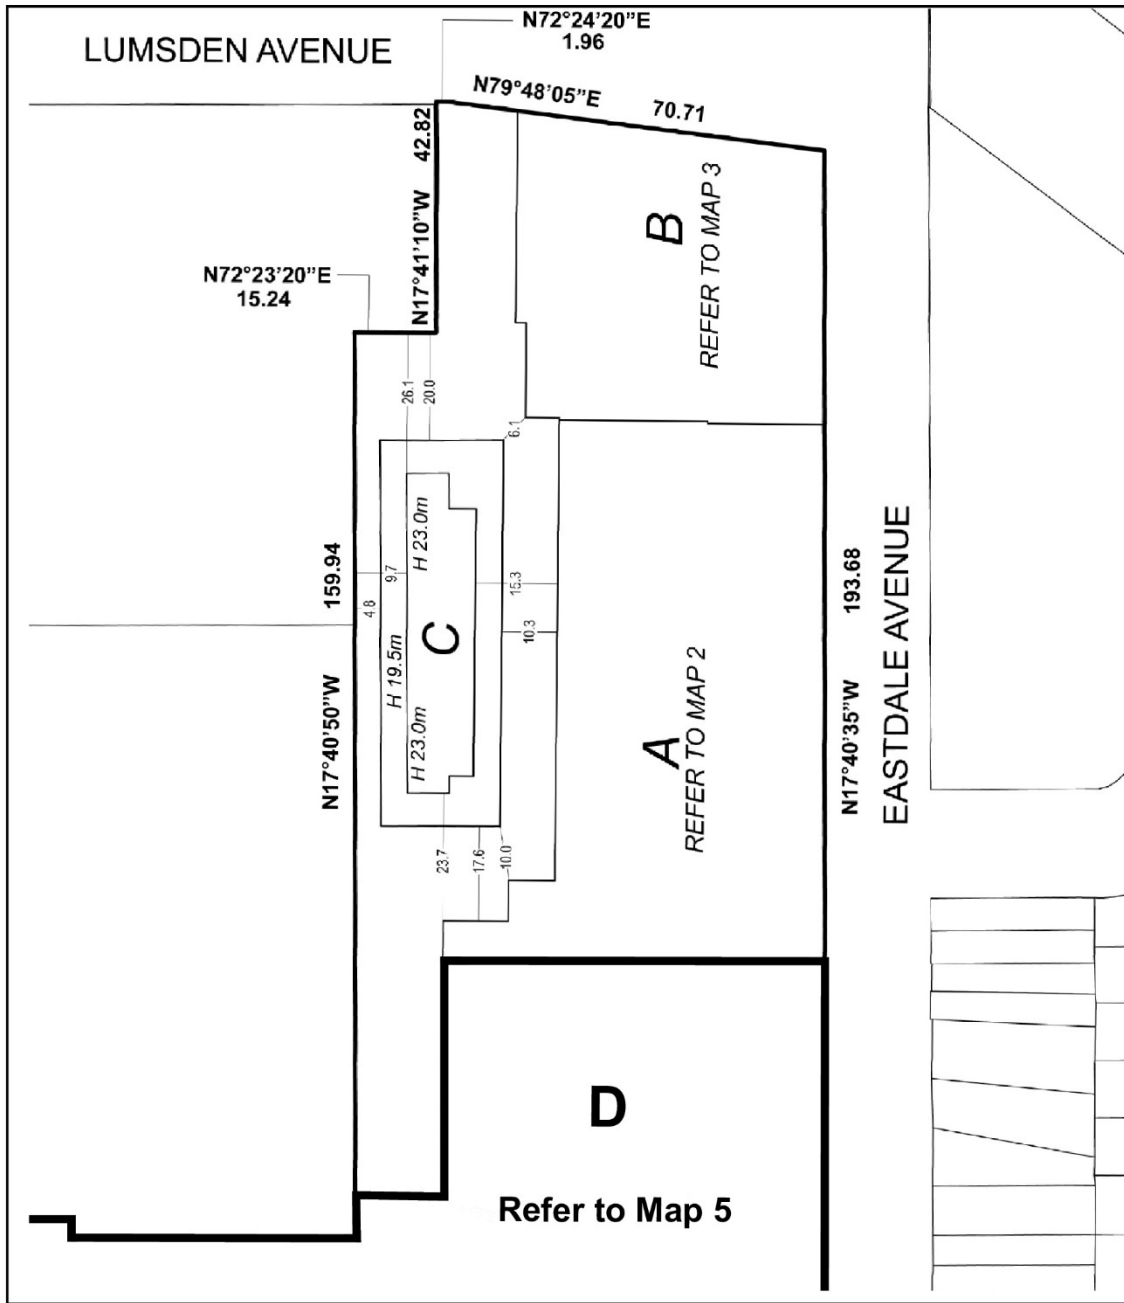 N72°24’20”E
1.96
LUMSDEN AVENUE
N79°48’05”E 70.71
N17°41’10”W 42.82
N72°23’20”E
15.24
B
REFER TO MAP 3
26.1
20.0
6.1
N17°40’50”W 159.94
4.8
9.7
H 19.5m
H 23.0m
H 23.0m
C
15.3
10.3
A
REFER TO MAP 2
N17°40’35”W 193.68
EASTDALE AVENUE
23.7
17.6
10.0
D
Refer to Map 5